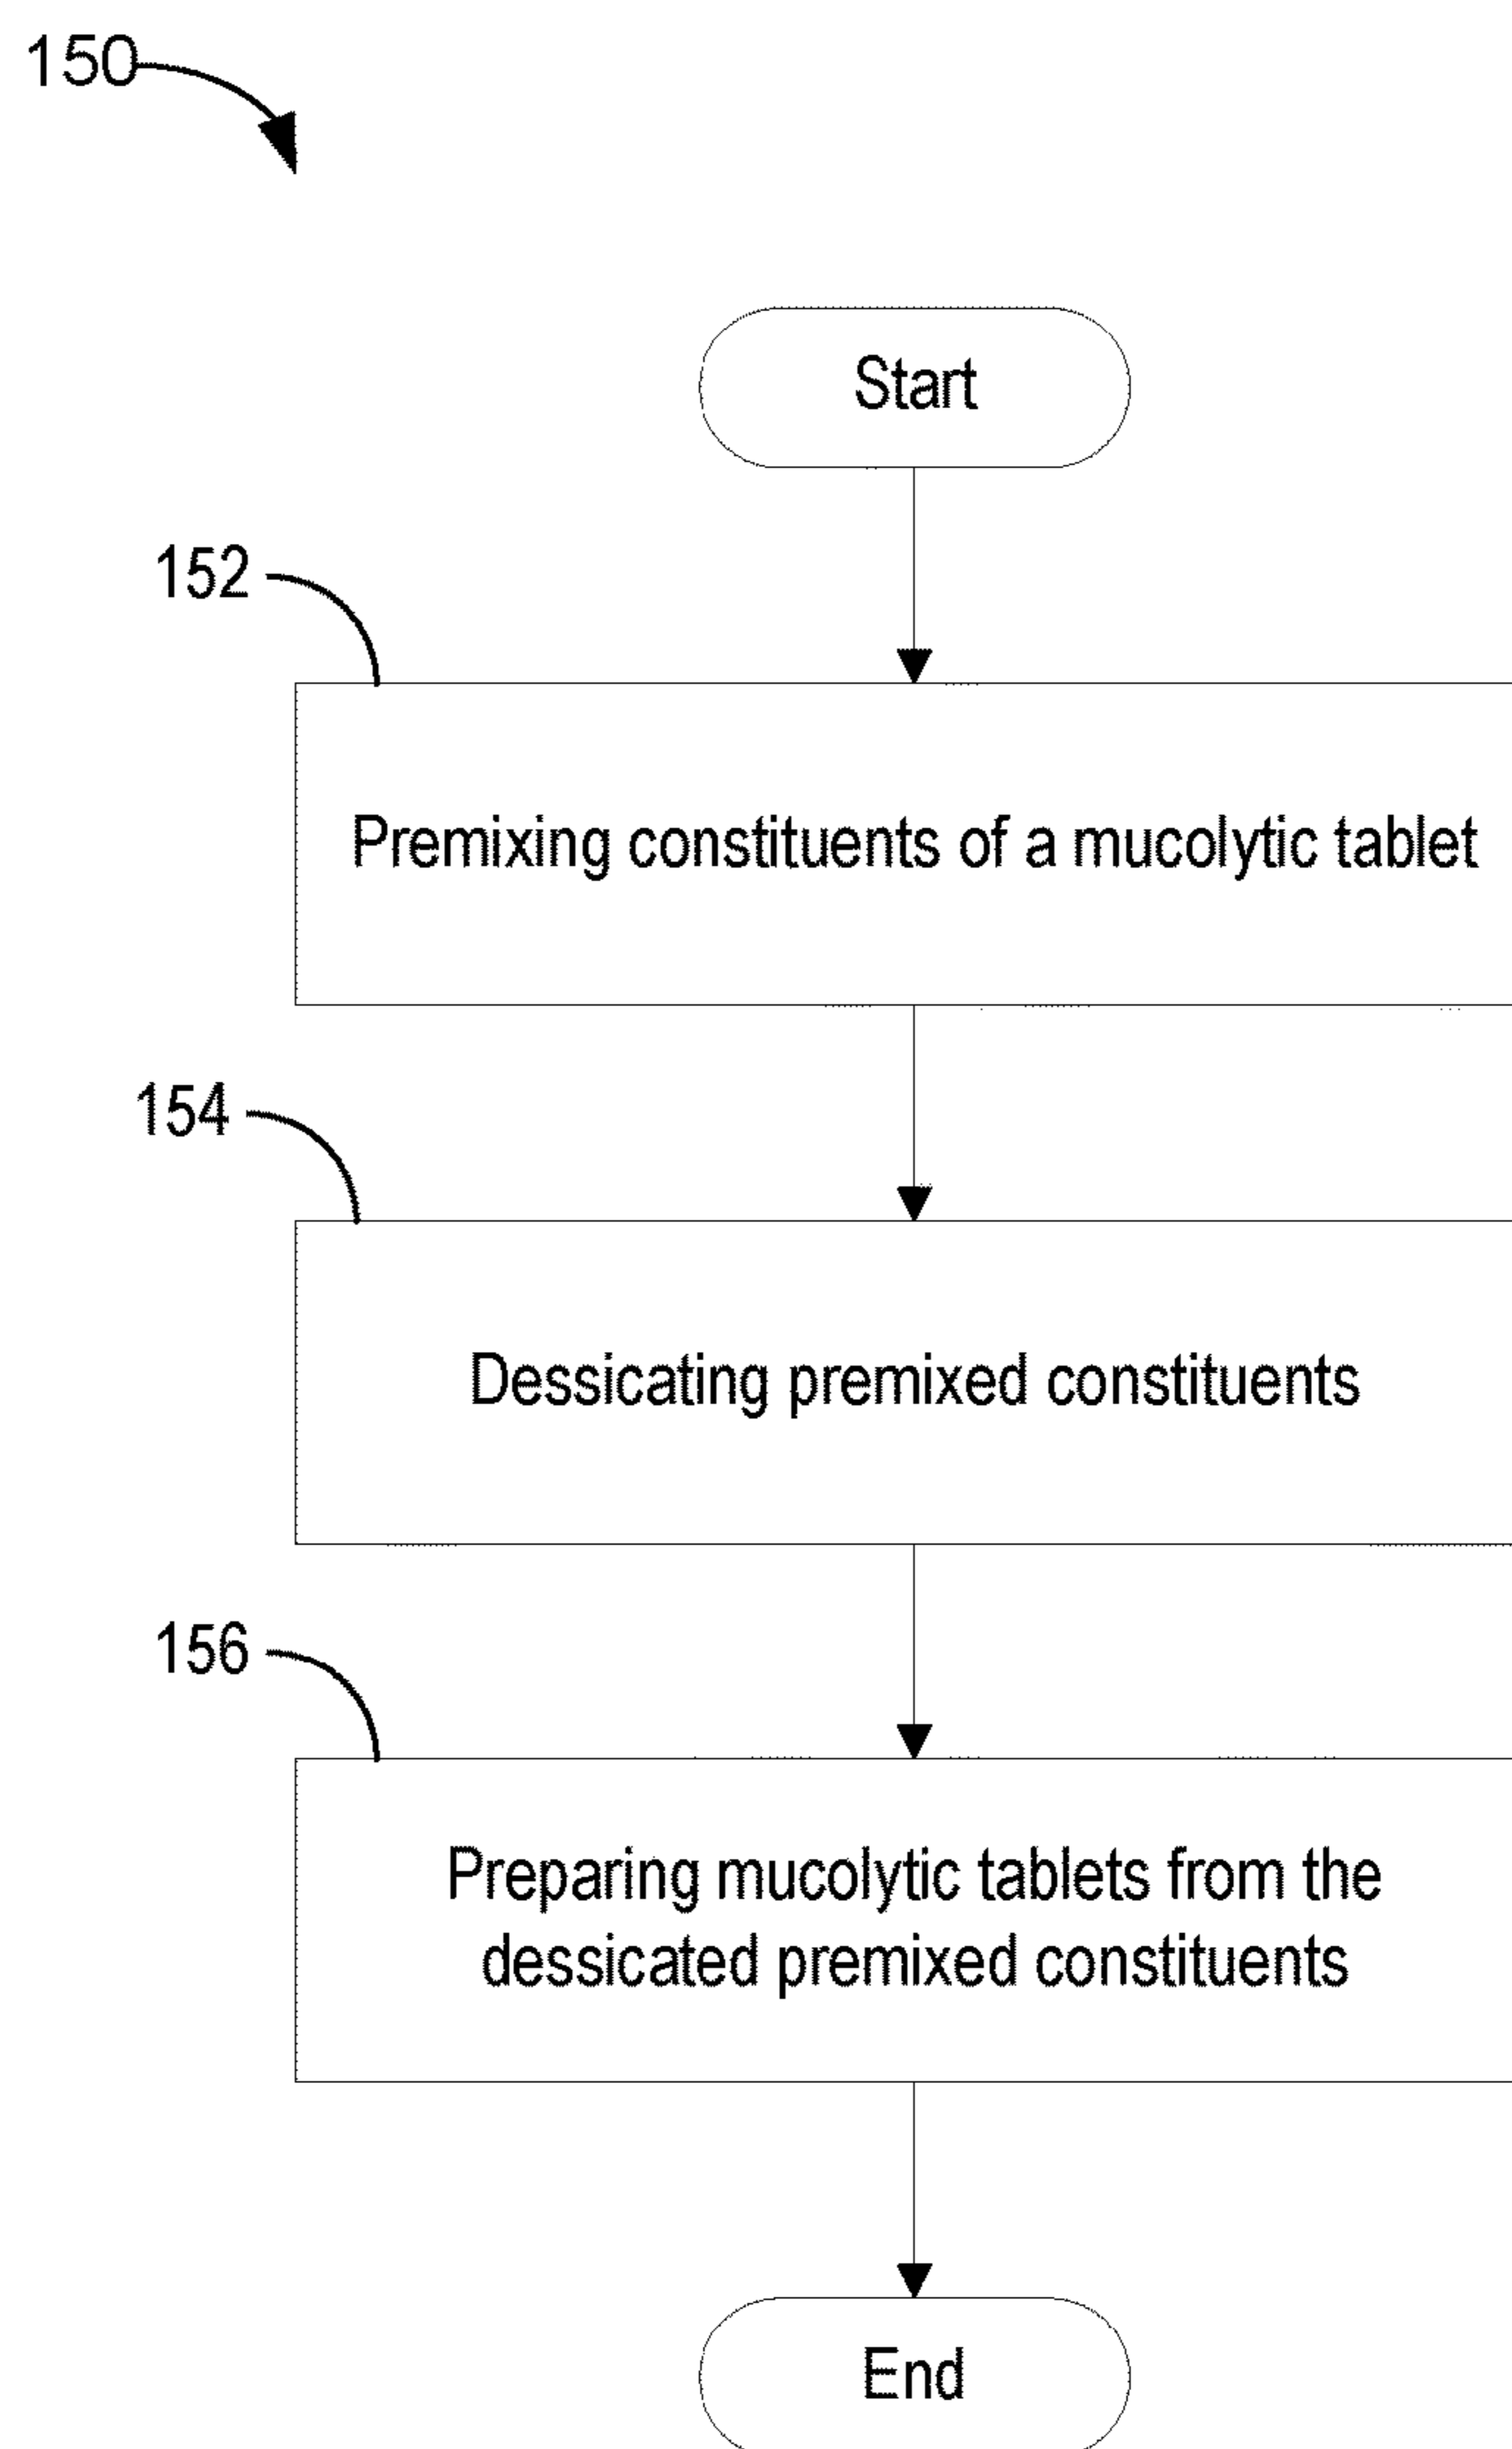 150
Start
152
Premixing constituents of a mucolytic tablet
154
Dessicating premixed constituents
156
Preparing mucolytic tablets from the
dessicated premixed constituents
End